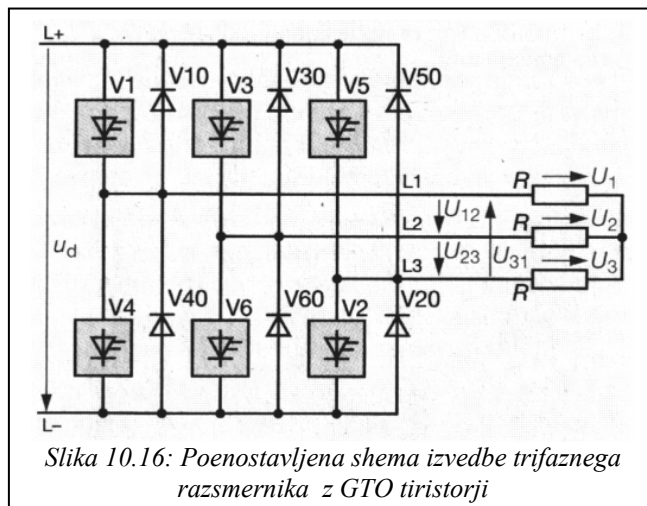 L+
V1 V10 V3 V30 V5 V50
L1 R U1
U12
L2 R U2
ud
U23 U31
L3 R U3
V40 V60 V20
V4 V6 V2
L–
Slika 10.16: Poenostavljena shema izvedbe trifaznega
razsmernika z GTO tiristorji